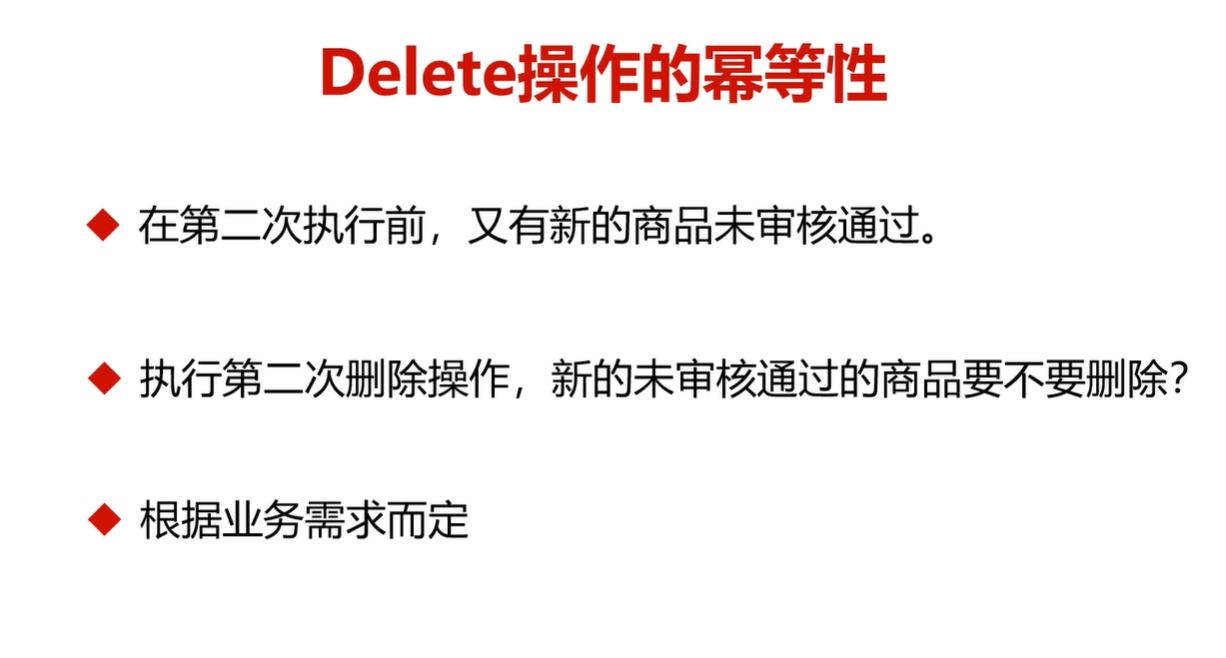 Delete操作的幂等性
在第二次执行前，又有新的商品未审核通过。
执行第二次删除操作，新的未审核通过的商品要不要删除？
根据业务需求而定